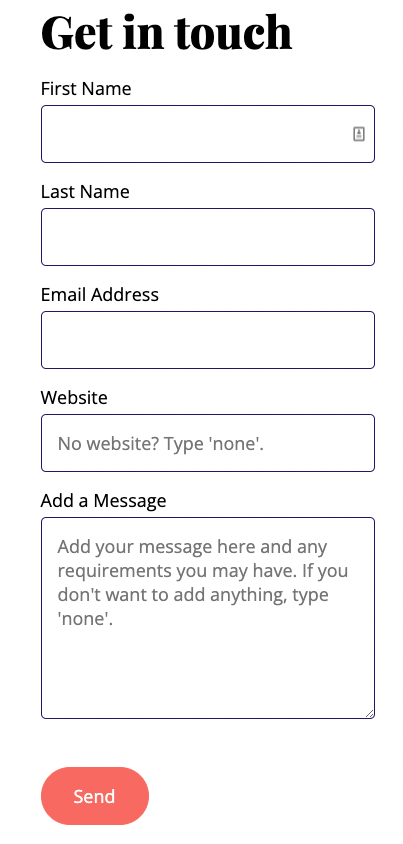 Get in touch
First Name
Last Name
Email Address
Website
No website? Type 'none'.
Add a Message
Add your message here and any
requirements you may have. If you
don't want to add anything, type
'none'.
Send